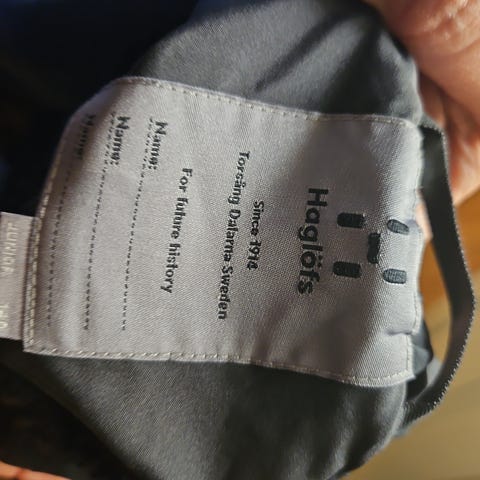 Haglöfs
Since 1914
Torsång Dalarna Sweden
For future history
Name:
Name:
JUNIOR